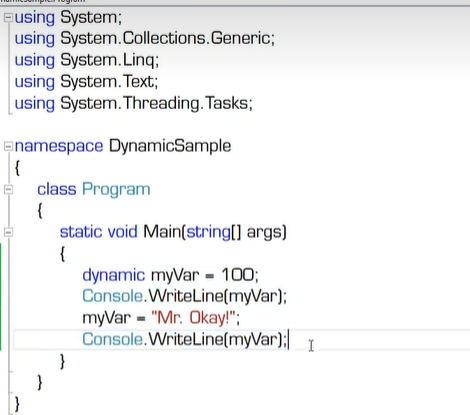 using System;
using System.Collections.Generic;
using System.Linq;
using System.Text;
using System.Threading.Tasks;
namespace DynamicSample
{
class Program
{
static void Main(string[] args)
{
dynamic myVar = 100;
Console.WriteLine(myVar);
myVar = "Mr. Okay!";
Console.WriteLine(myVar);
}
}
}